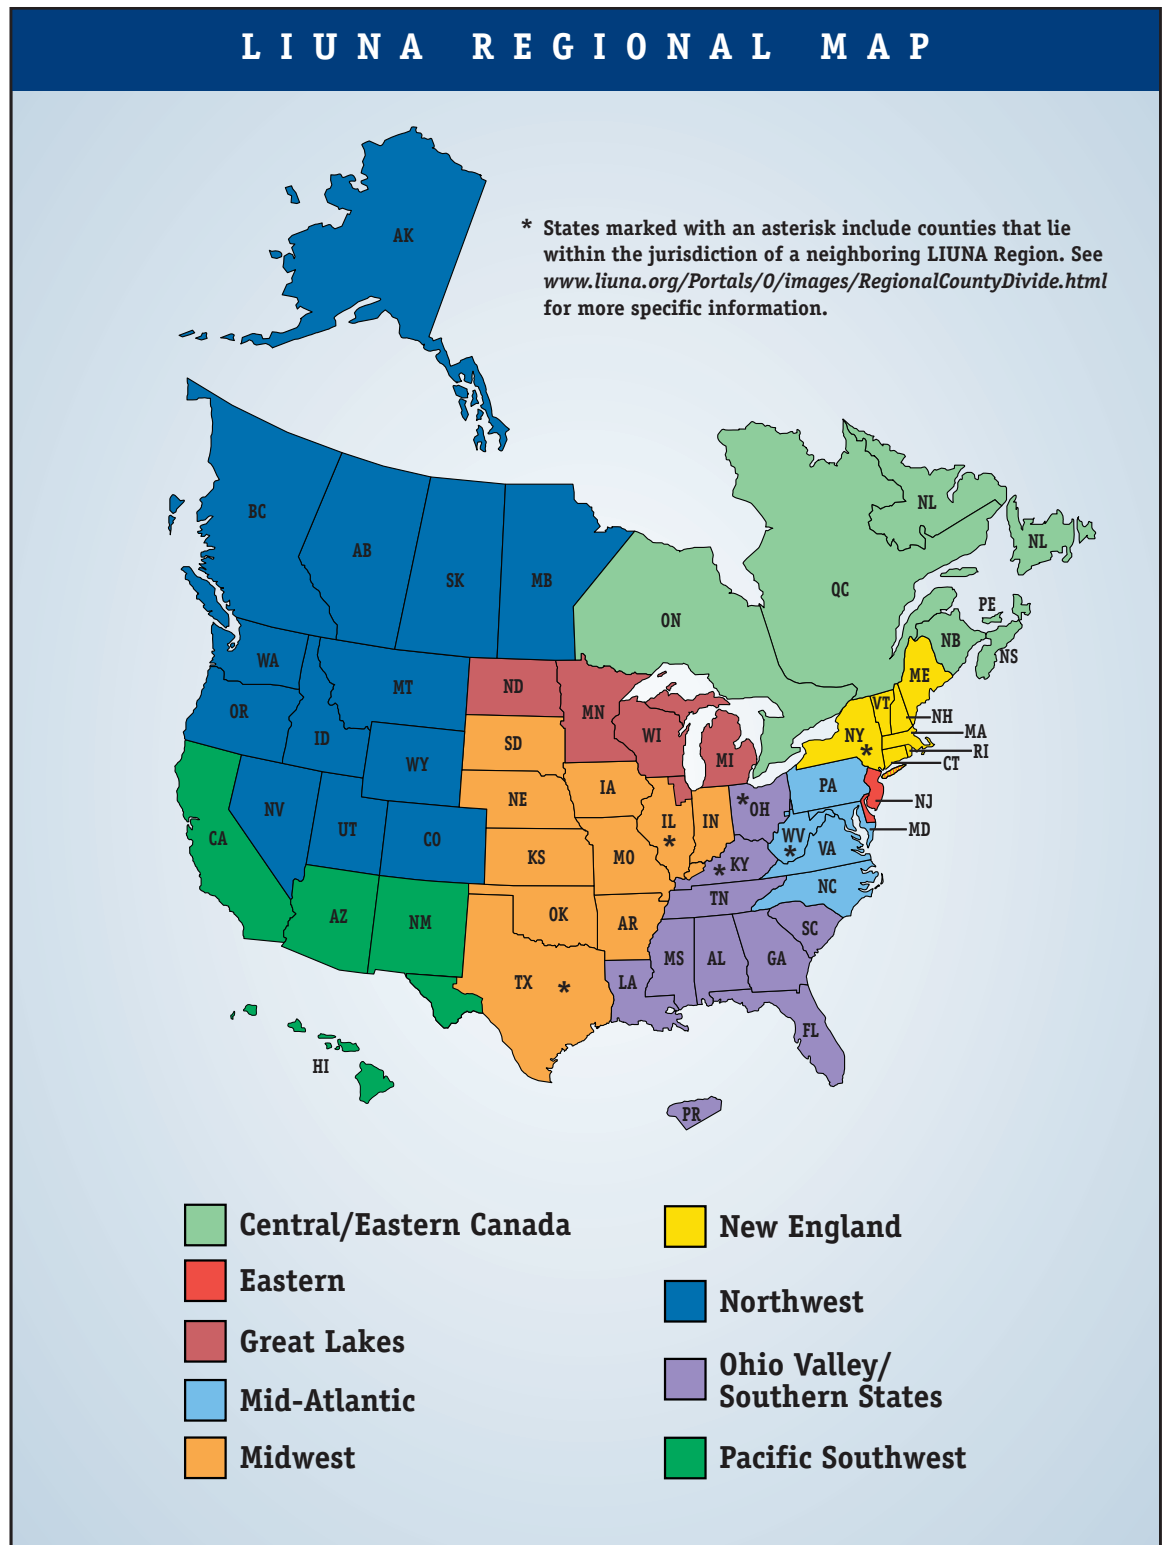 LIUNA REGIONAL MAP
AK
* States marked with an asterisk include counties that lie
within the jurisdiction of a neighboring LIUNA Region. See
www.liuna.org/Portals/0/images/RegionalCountyDivide.html
for more specific information.
BC
AB
SK
MB
ON
QC
NL
NL
PE
NB
NS
WA
OR
ID
MT
WY
NV
UT
CO
ND
MN
WI
MI
SD
NE
KS
IA
MO
IL
*
IN
* OH
NY
*
VT
ME
NH
MA
RI
CT
PA
NJ
MD
WV
*
VA
* KY
NC
TN
CA
AZ
NM
OK
AR
TX *
LA
MS
AL
GA
SC
FL
HI
PR
Central/Eastern Canada
Eastern
Great Lakes
Mid-Atlantic
Midwest
New England
Northwest
Ohio Valley/
Southern States
Pacific Southwest